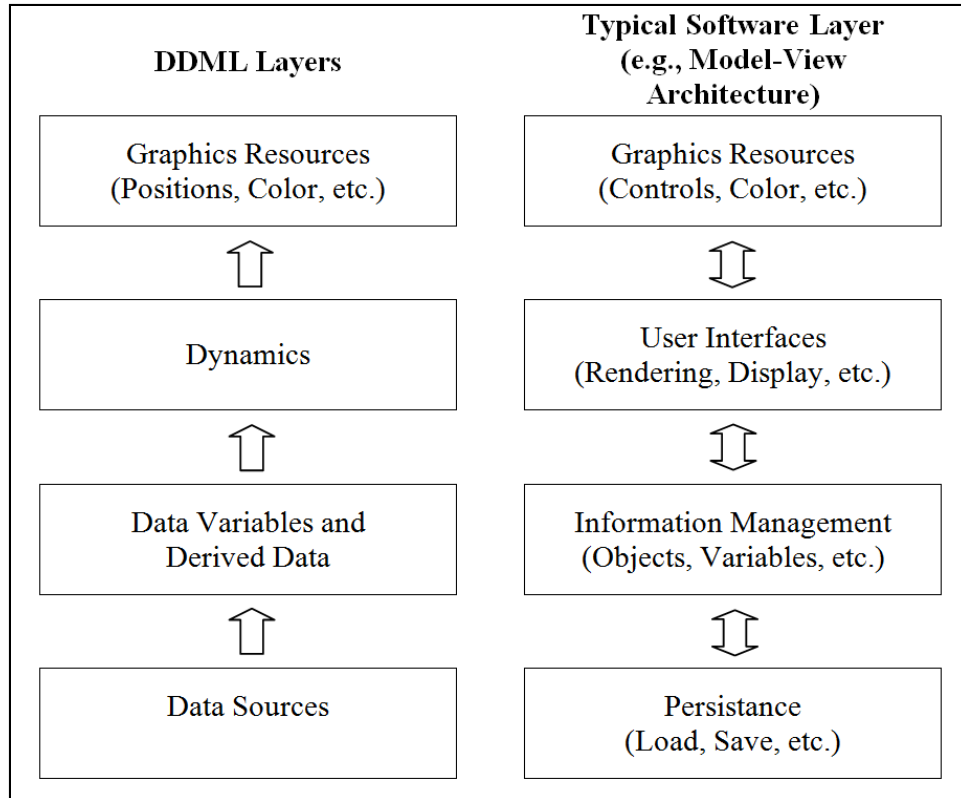 DDML Layers
Graphics Resources
(Positions, Color, etc.)
Dynamics
Data Variables and
Derived Data
Data Sources
Typical Software Layer
(e.g., Model-View
Architecture)
Graphics Resources
(Controls, Color, etc.)
User Interfaces
(Rendering, Display, etc.)
Information Management
(Objects, Variables, etc.)
Persistance
(Load, Save, etc.)